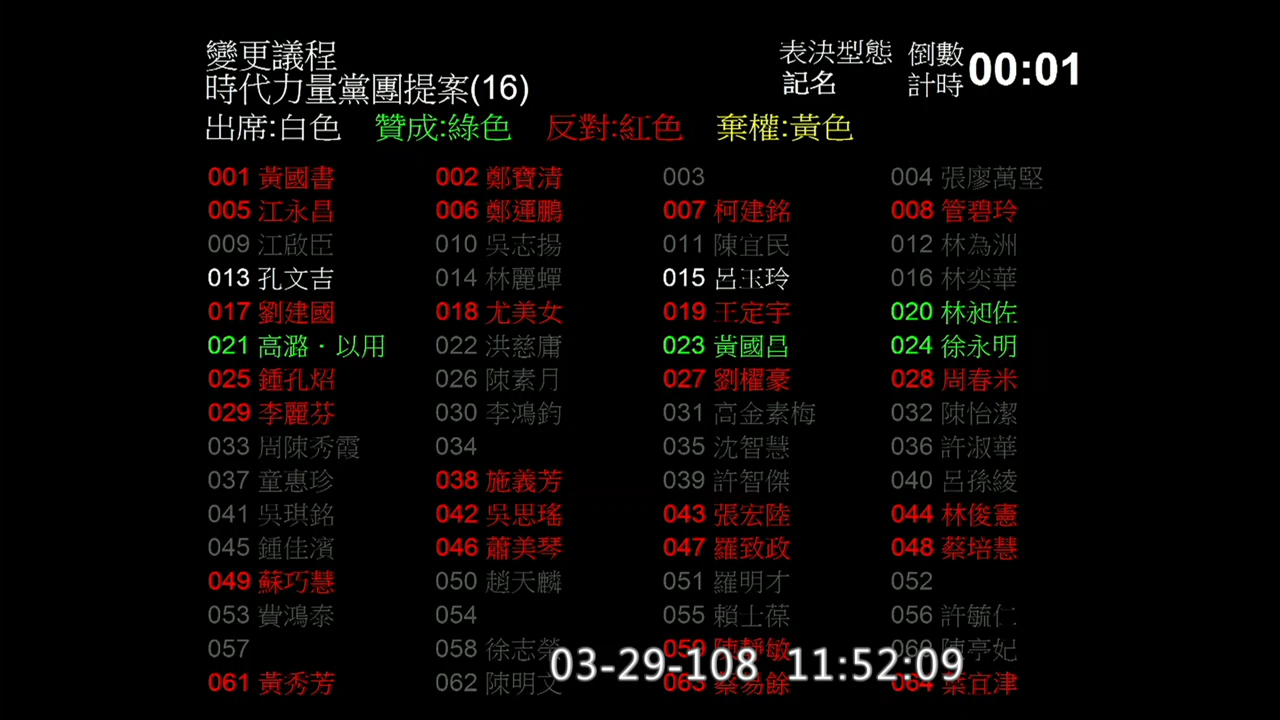 變更議程
時代力量黨團提案(16)
表決型態 倒數
記名 計時 00:01
出席:白色 贊成:綠色 反對:紅色 棄權:黃色
001 黃國書 002 鄭寶清 003 004 張廖萬堅
005 江永昌 006 鄭運鵬 007 柯建銘 008 管碧玲
009 江啟臣 010 吳志揚 011 陳宜民 012 林為洲
013 孔文吉 014 林麗蟬 015 呂玉玲 016 林奕華
017 劉建國 018 尤美女 019 王定宇 020 林昶佐
021 高潞．以用 022 洪慈庸 023 黃國昌 024 徐永明
025 鍾孔炤 026 陳素月 027 劉櫂豪 028 周春米
029 李麗芬 030 李鴻鈞 031 高金素梅 032 陳怡潔
033 周陳秀霞 034 035 沈智慧 036 許淑華
037 童惠珍 038 施義芳 039 許智傑 040 呂孫綾
041 吳琪銘 042 吳思瑤 043 張宏陸 044 林俊憲
045 鍾佳濱 046 蕭美琴 047 羅致政 048 蔡培慧
049 蘇巧慧 050 趙天麟 051 羅明才 052
053 費鴻泰 054 055 賴士葆 056 許毓仁
057 058 徐志榮 059 陳靜敏 060 陳亭妃
061 黃秀芳 062 陳明文 063 蔡易餘 064 葉宜津
03-29-108 11:52:09